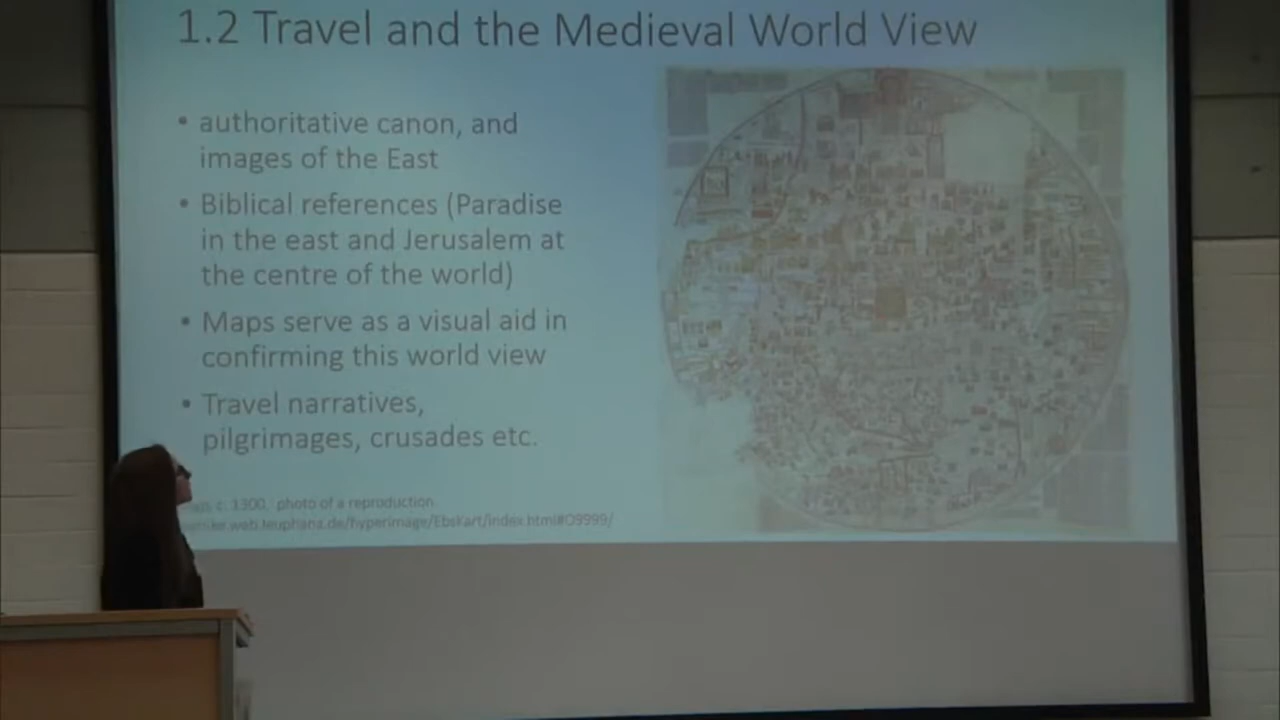 1.2 Travel and the Medieval World View
• authoritative canon, and
images of the East
• Biblical references (Paradise
in the east and Jerusalem at
the centre of the world)
• Maps serve as a visual aid in
confirming this world view
• Travel narratives,
pilgrimages, crusades etc.
c. 1300, photo of a reproduction.
.web.leuphana.de/hyperimage/EbsKart/index.html#O9999/